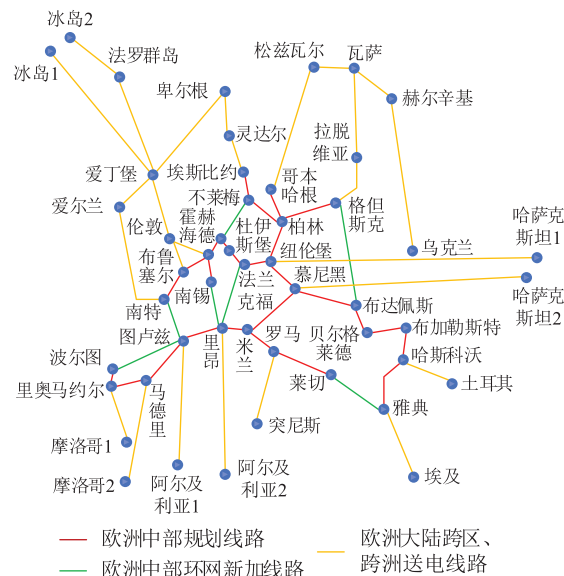 冰岛2
冰岛1
法罗群岛
松兹瓦尔
瓦萨
卑尔根
赫尔辛基
灵达尔
拉脱
维亚
爱丁堡
埃斯比约
哥本
哈根
不莱梅
爱尔兰
霍赫
海德
杜伊
斯堡
柏林
格但
斯克
哈萨克
斯坦1
伦敦
布鲁
塞尔
纽伦堡
乌克兰
法兰
克福
慕尼黑
南锡
哈萨克
斯坦2
南特
布达佩斯
图卢兹
里昂
米兰
罗马
贝尔格
莱德
布加勒斯特
波尔图
哈斯科沃
里奥马约尔
马德里
莱切
土耳其
雅典
突尼斯
摩洛哥1
摩洛哥2
阿尔及
利亚1
阿尔及
利亚2
埃及
欧洲中部规划线路
欧洲中部环网新加线路
欧洲大陆跨区、
跨洲送电线路